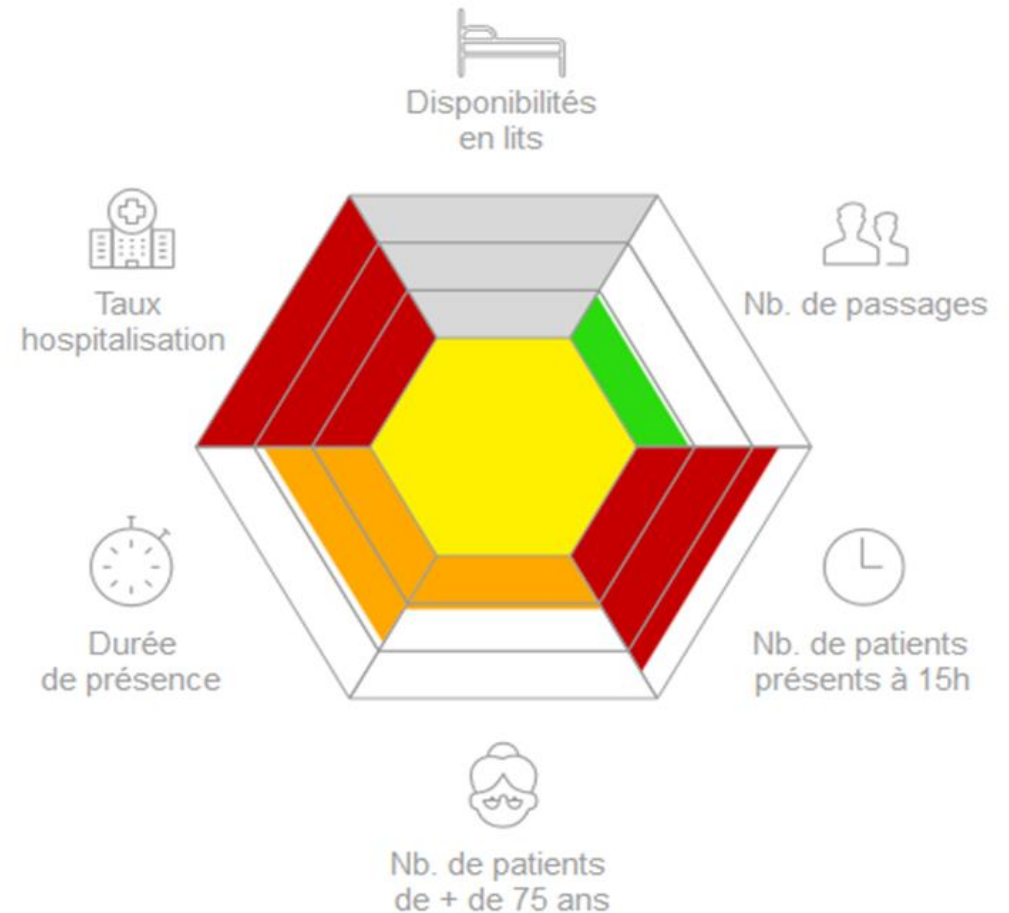 Disponibilités
en lits
Taux
hospitalisation
Nb. de passages
Durée
de présence
Nb. de patients
présents à 15h
Nb. de patients
de + de 75 ans